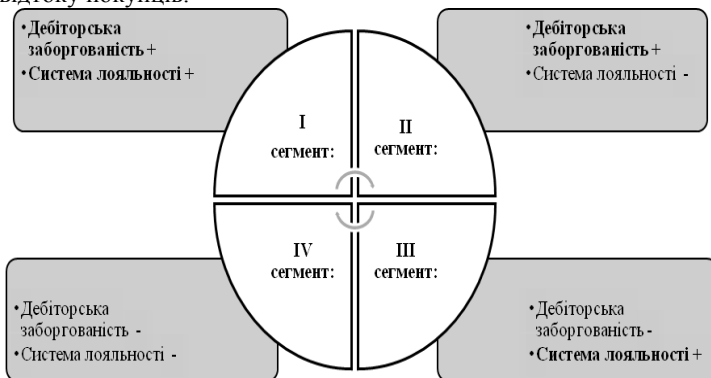 відтоку покупців.
•Дебіторська
заборгованість +
•Система лояльності +
•Дебіторська
заборгованість +
•Система лояльності -
I
сегмент:
II
сегмент:
IV
сегмент:
III
сегмент:
•Дебіторська
заборгованість -
•Система лояльності -
•Дебіторська
заборгованість -
•Система лояльності +